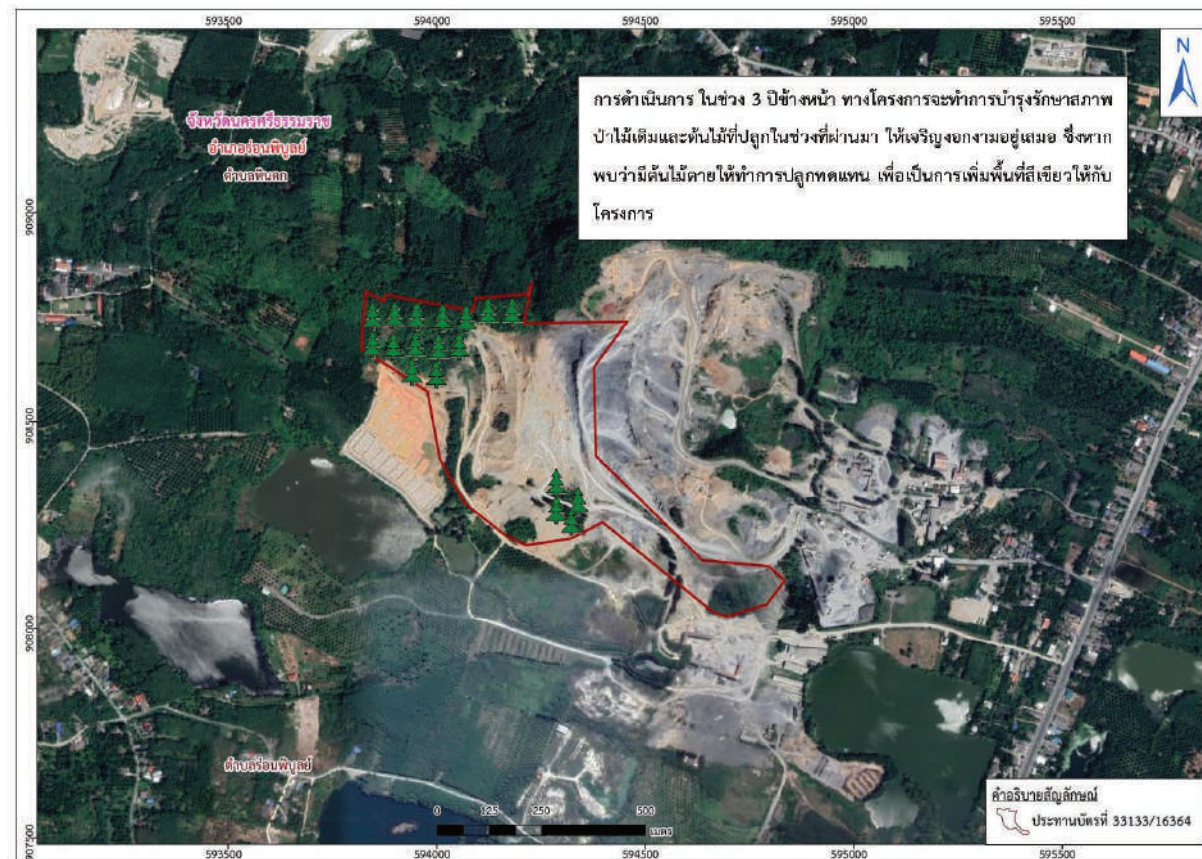 593500 594000 594500 595000 595500
N
การดำเนินการ ในช่วง 3 ปีข้างหน้า ทางโครงการจะทำการบำรุงรักษาสภาพ
ป่าไม้เดิมและต้นไม้ที่ปลูกในช่วงที่ผ่านมา ให้เจริญงอกงามอยู่เสมอ ซึ่งหาก
พบว่ามีต้นไม้ตายให้ทำการปลูกทดแทน เพื่อเป็นการเพิ่มพื้นที่สีเขียวให้กับ
โครงการ
จังหวัดนครศรีธรรมราช
อำเภอร่อนพิบูลย์
ตำบลหินตก
909000
908500
908000
907500
ตำบลร่อนพิบูลย์
0 125 250 500
เมตร
คำอธิบายสัญลักษณ์
ประทานบัตรที่ 33133/16364
593500 594000 594500 595000 595500